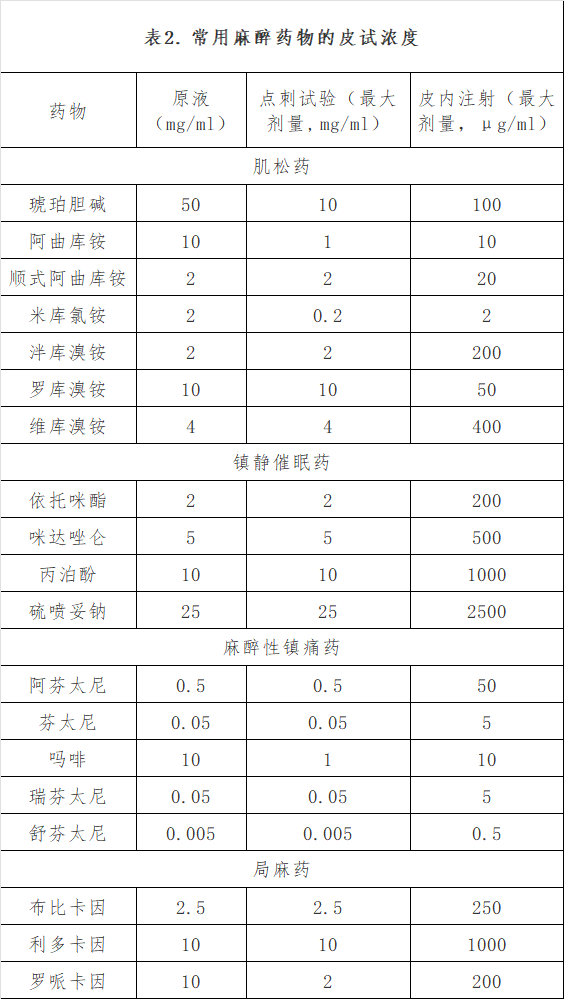 表2. 常用麻醉药物的皮试浓度
药物 原液（mg/ml） 点刺试验（最大剂量,mg/ml） 皮内注射（最大剂量，μg/ml）
肌松药
琥珀胆碱 50 10 100
阿曲库铵 10 1 10
顺式阿曲库铵 2 2 20
米库氯铵 2 0.2 2
泮库溴铵 2 2 200
罗库溴铵 10 10 50
维库溴铵 4 4 400
镇静催眠药
依托咪酯 2 2 200
咪达唑仑 5 5 500
丙泊酚 10 10 1000
硫喷妥钠 25 25 2500
麻醉性镇痛药
阿芬太尼 0.5 0.5 50
芬太尼 0.05 0.05 5
吗啡 10 1 10
瑞芬太尼 0.05 0.05 5
舒芬太尼 0.005 0.005 0.5
局麻药
布比卡因 2.5 2.5 250
利多卡因 10 10 1000
罗哌卡因 10 2 200